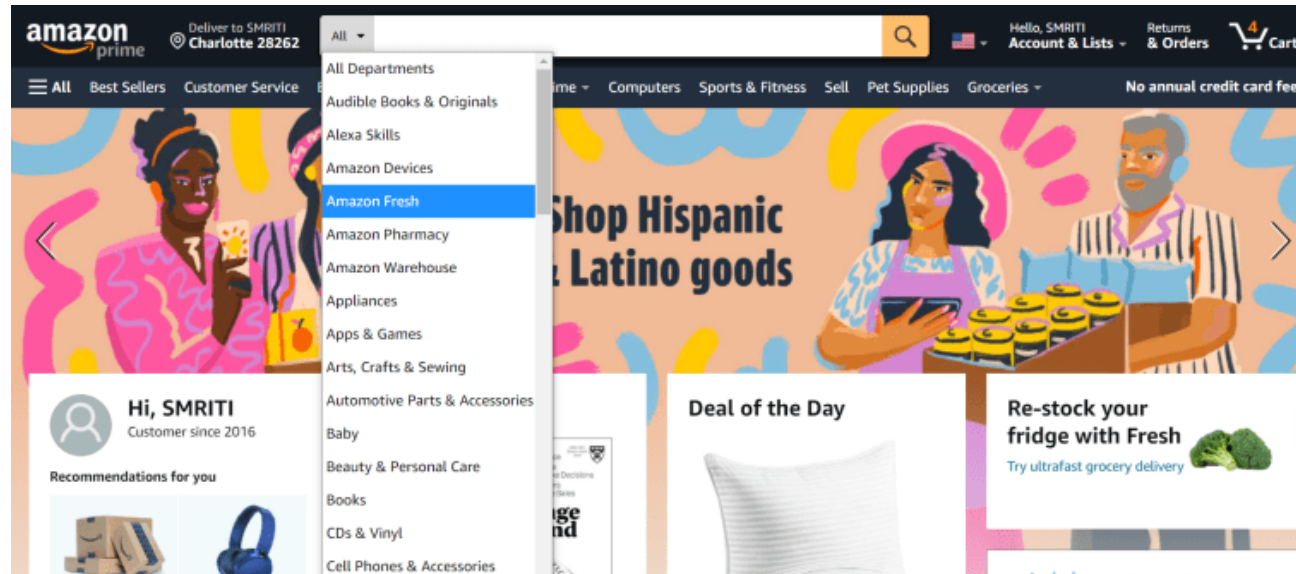 amazon
prime
Deliver to SMRITI
Charlotte 28262
All
4
Hello, SMRITI
Account & Lists
Returns
& Orders
Cart
All
Best Sellers
Customer Service
Computers
Sports & Fitness
Sell
Pet Supplies
Groceries
No annual credit card fee
All Departments
Audible Books & Originals
Alexa Skills
Amazon Devices
Amazon Fresh
Amazon Pharmacy
Amazon Warehouse
Appliances
Apps & Games
Arts, Crafts & Sewing
Automotive Parts & Accessories
Baby
Beauty & Personal Care
Books
CDs & Vinyl
Cell Phones & Accessories
Shop Hispanic
& Latino goods
Hi, SMRITI
Customer since 2016
Recommendations for you
Decisions
Sales
Deal of the Day
Re-stock your
fridge with Fresh
Try ultrafast grocery delivery